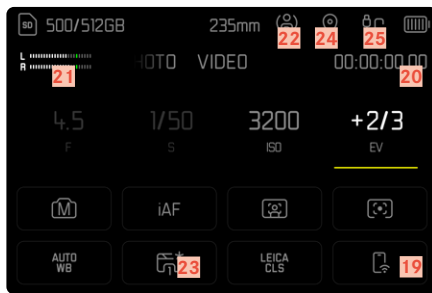 SD 500/512GB 235mm
22 24 25
L
R
HOTO VIDEO 00:00:00.00
21 20
4.5 1/50 3200 +2/3
F S ISO EV
M iAF
AUTO WB 23 LEICA CLS 19